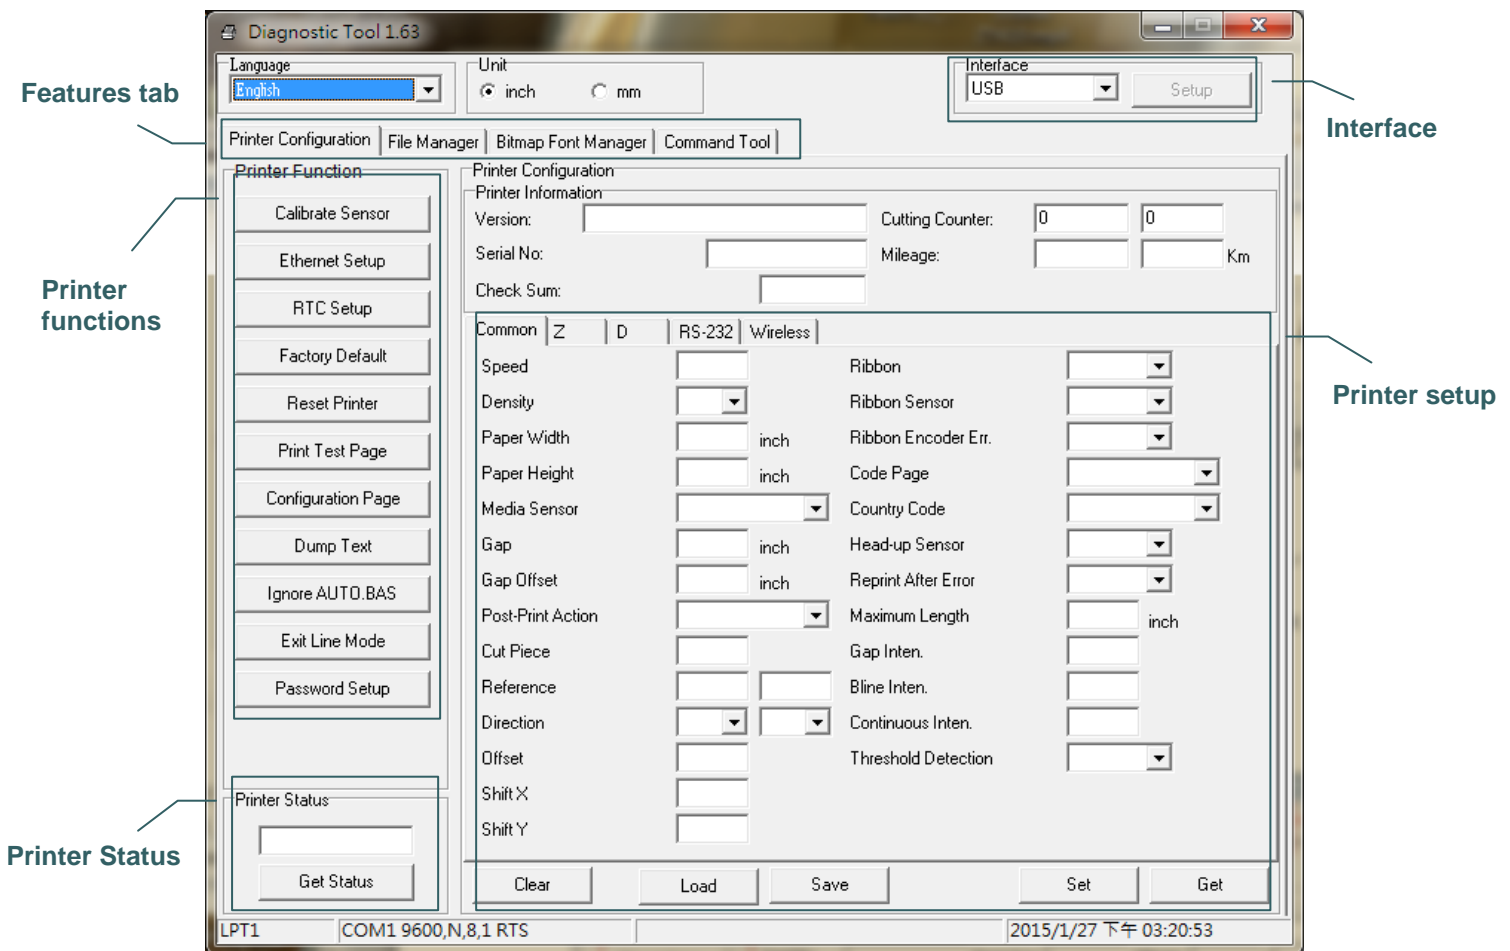 Diagnostic Tool 1.63
Language
English
Unit
inch
mm
Interface
USB
Setup
Features tab
Interface
Printer Configuration
File Manager
Bitmap Font Manager
Command Tool
Printer Function
Calibrate Sensor
Ethernet Setup
RTC Setup
Factory Default
Reset Printer
Print Test Page
Configuration Page
Dump Text
Ignore AUTO.BAS
Exit Line Mode
Password Setup
Printer
functions
Printer Status
Get Status
Printer Status
Printer Configuration
Printer Information
Version:
Cutting Counter: 0 0
Serial No:
Mileage: Km
Check Sum:
Common Z D RS-232 Wireless
Printer setup
Speed
Density
Paper Width inch
Paper Height inch
Media Sensor
Gap inch
Gap Offset inch
Post-Print Action
Cut Piece
Reference
Direction
Offset
Shift X
Shift Y
Ribbon
Ribbon Sensor
Ribbon Encoder Err.
Code Page
Country Code
Head-up Sensor
Reprint After Error
Maximum Length inch
Gap Inten.
Bline Inten.
Continuous Inten.
Threshold Detection
Clear Load Save Set Get
LPT1 COM1 9600,N,8,1 RTS 2015/1/27 下午 03:20:53